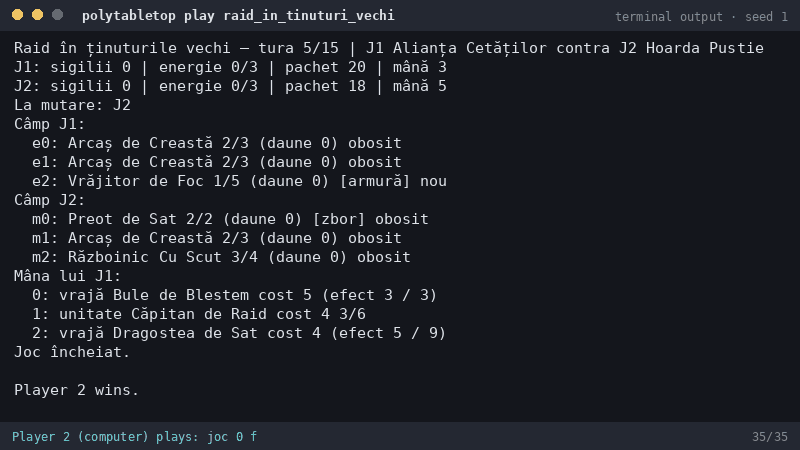 polytabletop play raid_in_tinuturi_vechi
terminal output · seed 1
Raid în ținuturile vechi — tura 5/15 | J1 Alianța Cetăților contra J2 Hoarda Pustie
J1: sigilii 0 | energie 0/3 | pachet 20 | mână 3
J2: sigilii 0 | energie 0/3 | pachet 18 | mână 5
La mutare: J2
Câmp J1:
e0: Arcaș de Creastă 2/3 (daune 0) obosit
e1: Arcaș de Creastă 2/3 (daune 0) obosit
e2: Vrăjitor de Foc 1/5 (daune 0) [armură] nou
Câmp J2:
m0: Preot de Sat 2/2 (daune 0) [zbor] obosit
m1: Arcaș de Creastă 2/3 (daune 0) obosit
m2: Războinic Cu Scut 3/4 (daune 0) obosit
Mâna lui J1:
0: vrajă Bule de Blestem cost 5 (efect 3 / 3)
1: unitate Căpitan de Raid cost 4 3/6
2: vrajă Dragostea de Sat cost 4 (efect 5 / 9)
Joc încheiat.
Player 2 wins.
Player 2 (computer) plays: joc 0 f
35/35